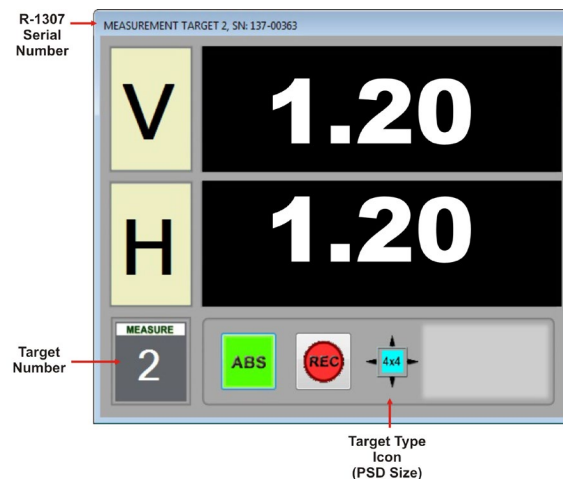 R-1307
Serial
Number
MEASUREMENT TARGET 2, SN: 137-00363
V
1.20
H
1.20
Target
Number
MEASURE
2
ABS
REC
4x4
Target Type
Icon
(PSD Size)